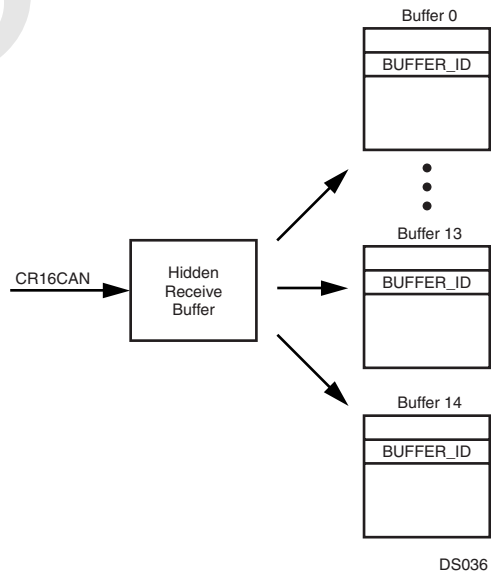 Buffer 0
BUFFER_ID
Buffer 13
CR16CAN
Hidden
Receive
Buffer
BUFFER_ID
Buffer 14
BUFFER_ID
DS036